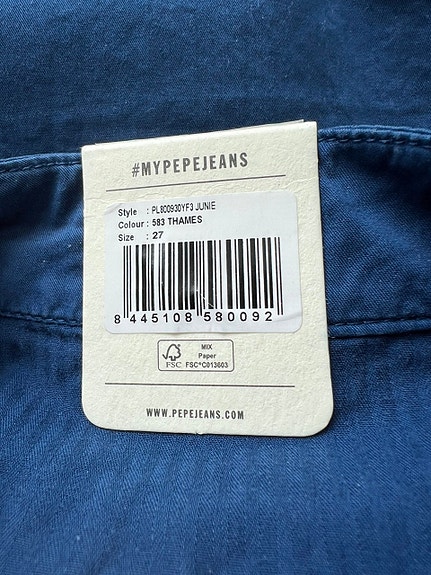 #MYPEPEJEANS
Style : PL800930YF3 JUNIE
Colour : 583 THAMES
Size : 27
8 445108 580092
MIX
Paper
FSC FSC®C013603
WWW.PEPEJEANS.COM